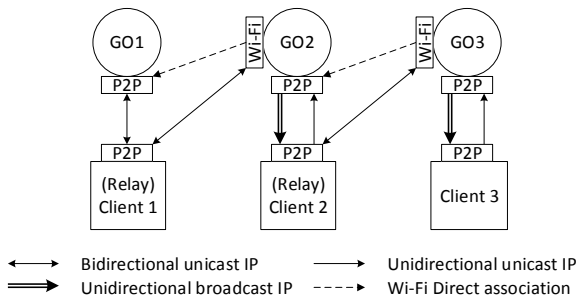 GO1
Wi-Fi
GO2
Wi-Fi
GO3
P2P
P2P
P2P
P2P
P2P
P2P
(Relay)
Client 1
(Relay)
Client 2
Client 3
Bidirectional unicast IP
Unidirectional unicast IP
Unidirectional broadcast IP
Wi-Fi Direct association